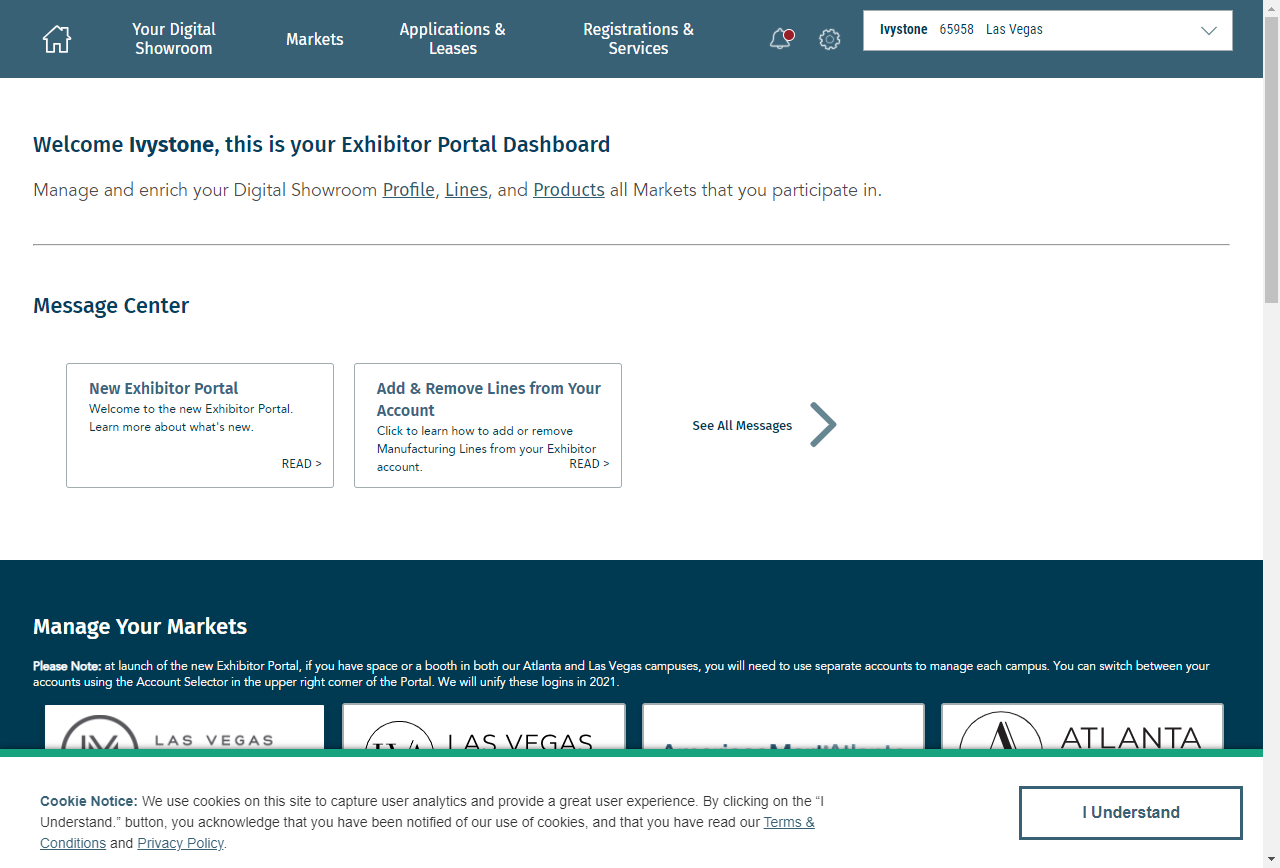 Your Digital
Showroom
Markets
Applications &
Leases
Registrations &
Services
Ivystone 65958 Las Vegas
Welcome Ivystone, this is your Exhibitor Portal Dashboard
Manage and enrich your Digital Showroom Profile, Lines, and Products all Markets that you participate in.
Message Center
New Exhibitor Portal
Welcome to the new Exhibitor Portal.
Learn more about what's new.
READ >
Add & Remove Lines from Your
Account
Click to learn how to add or remove
Manufacturing Lines from your Exhibitor
account.
READ >
See All Messages
Manage Your Markets
Please Note: at launch of the new Exhibitor Portal, if you have space or a booth in both our Atlanta and Las Vegas campuses, you will need to use separate accounts to manage each campus. You can switch between your
accounts using the Account Selector in the upper right corner of the Portal. We will unify these logins in 2021.
LAS VEGAS
LAS VEGAS
ATLANTA
Cookie Notice: We use cookies on this site to capture user analytics and provide a great user experience. By clicking on the “I
Understand.” button, you acknowledge that you have been notified of our use of cookies, and that you have read our Terms &
Conditions and Privacy Policy.
I Understand